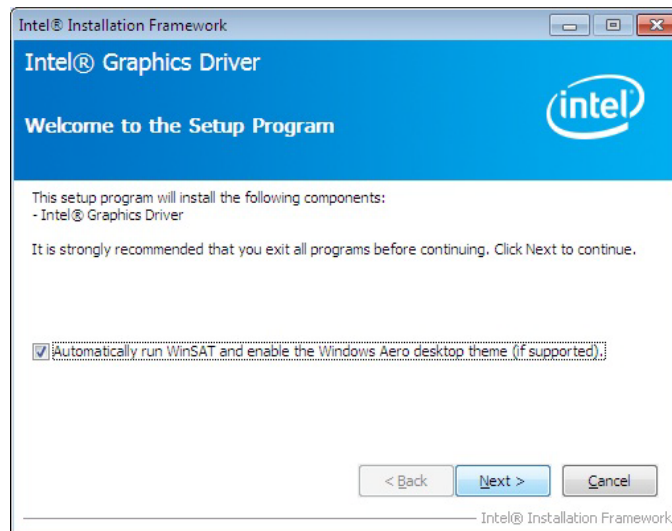 Intel® Installation Framework
Intel® Graphics Driver
intel
Welcome to the Setup Program
This setup program will install the following components:
- Intel® Graphics Driver
It is strongly recommended that you exit all programs before continuing. Click Next to continue.
Automatically run WinSAT and enable the Windows Aero desktop theme (if supported).
< Back Next > Cancel
Intel® Installation Framework